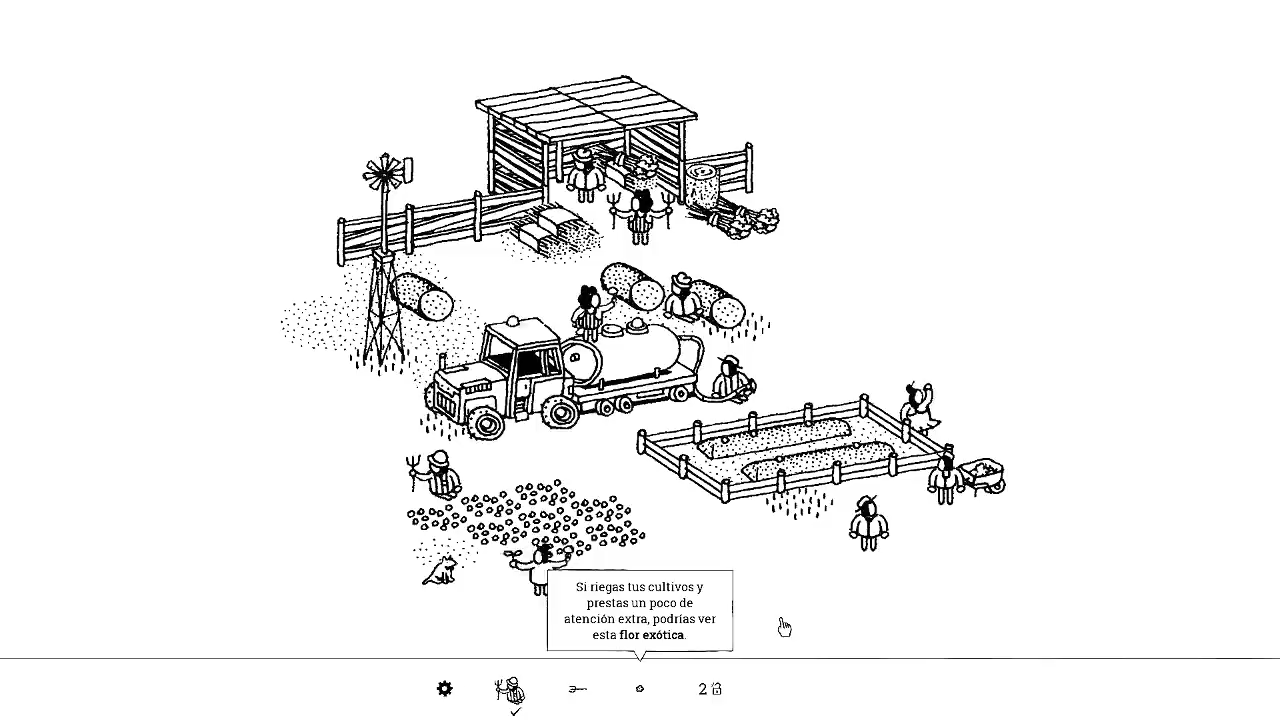 Si riegas tus cultivos y
prestas un poco de
atención extra, podrías ver
esta flor exótica.
2